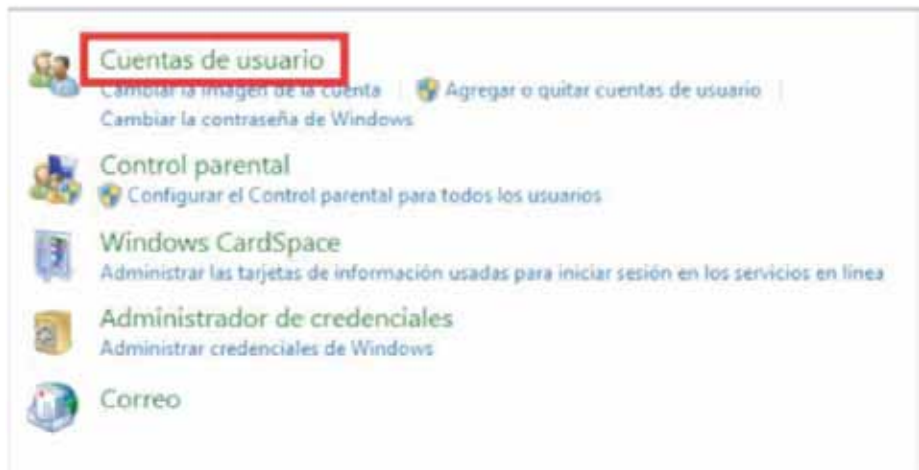 Cuentas de usuario
Cambiar la imagen de la cuenta | Agregar o quitar cuentas de usuario |
Cambiar la contraseña de Windows
Control parental
Configurar el Control parental para todos los usuarios
Windows CardSpace
Administrar las tarjetas de información usadas para iniciar sesión en los servicios en línea
Administrador de credenciales
Administrar credenciales de Windows
Correo